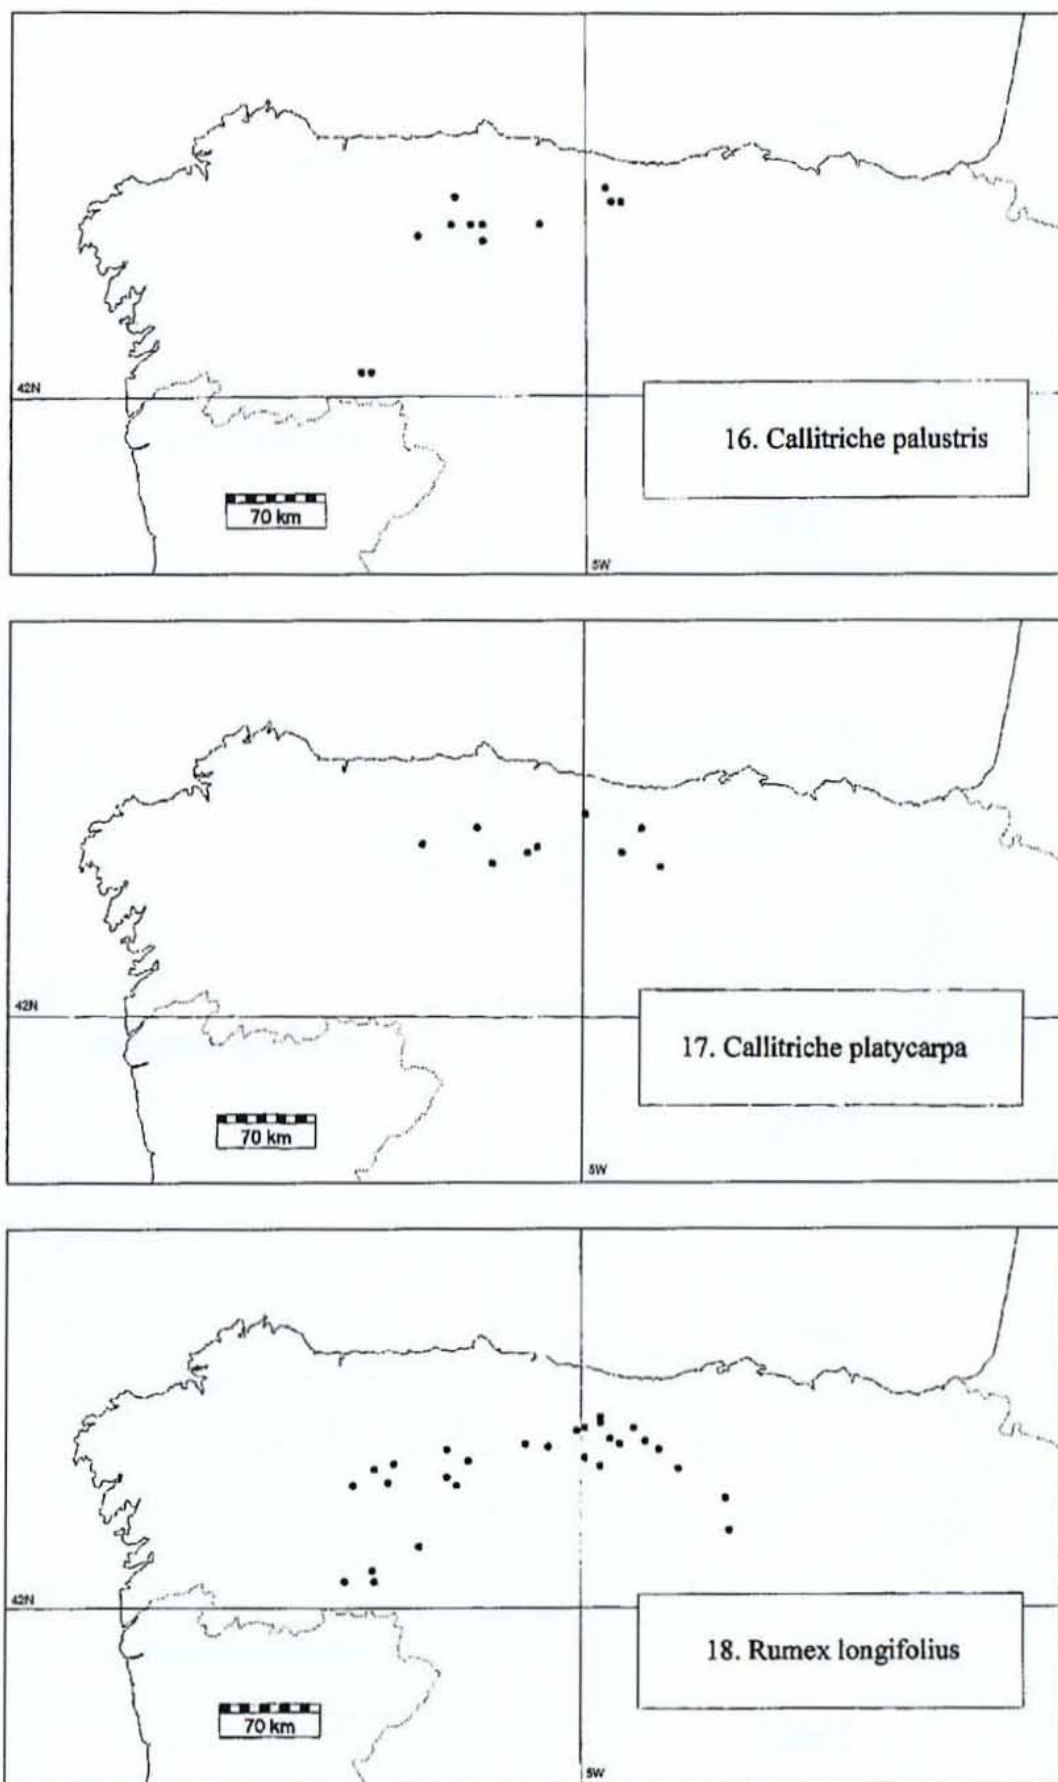 42N
16. Callitriche palustris
70 km
5W
42N
17. Callitriche platycarpa
70 km
5W
42N
18. Rumex longifolius
70 km
5W